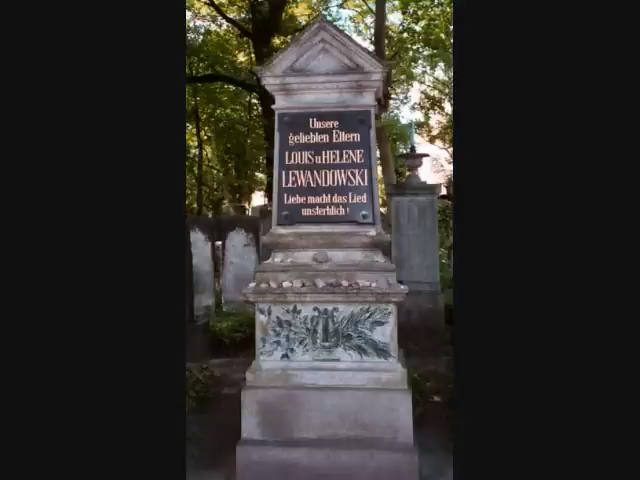 Unsere
geliebten Eltern
LOUIS u. HELENE
LEWANDOWSKI
Liebe macht das Lied
unsterblich!